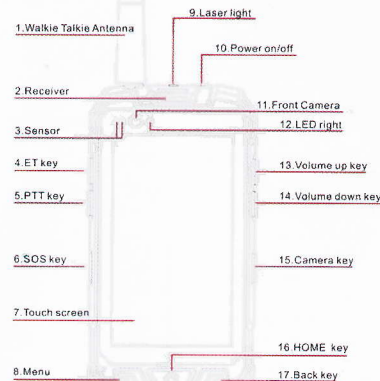 1.Walkie Talkie Antenna
2.Receiver
3.Sensor
4.ET key
5.PTT key
6.SOS key
7.Touch screen
8.Menu
9.Laser light
10.Power on/off
11.Front Camera
12.LED right
13.Volume up key
14.Volume down key
15.Camera key
16.HOME key
17.Back key